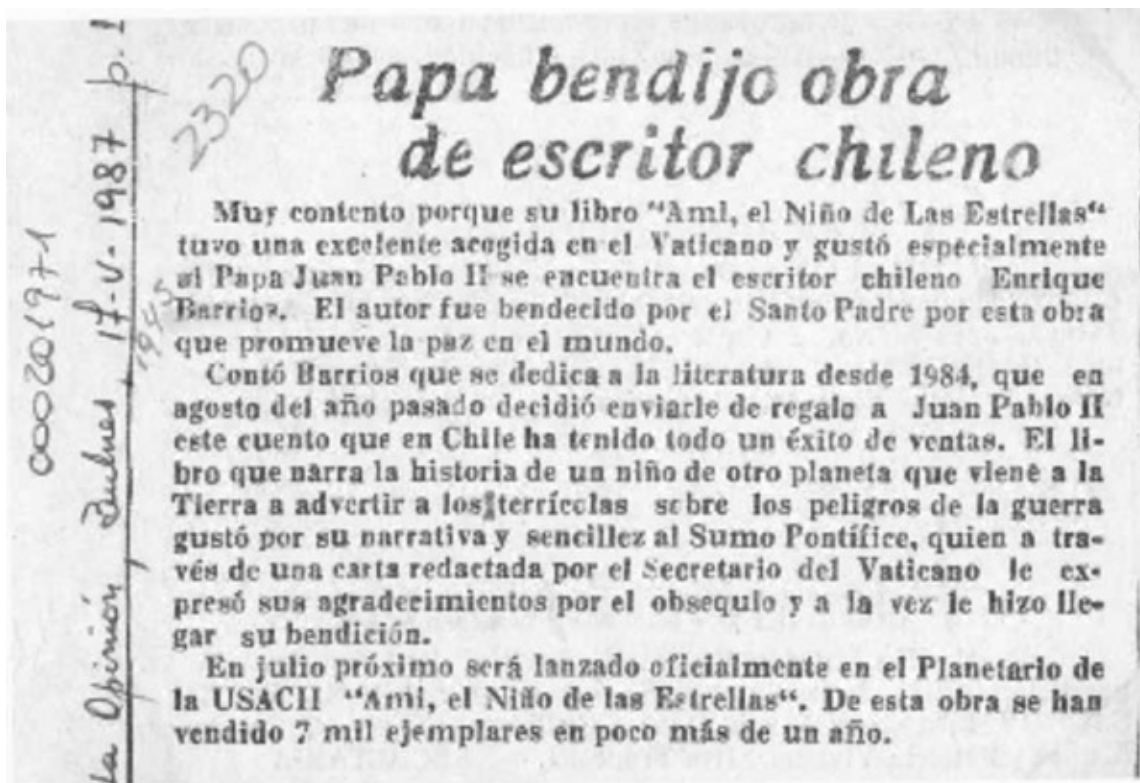 Papa bendijo obra
de escritor chileno
Muy contento porque su libro "Ami, el Niño de Las Estrellas"
tuvo una excelente acogida en el Vaticano y gustó especialmente
al Papa Juan Pablo II se encuentra el escritor chileno Enrique
Barrios. El autor fue bendecido por el Santo Padre por esta obra
que promueve la paz en el mundo.
Contó Barrios que se dedica a la literatura desde 1984, que en
agosto del año pasado decidió enviarle de regalo a Juan Pablo II
este cuento que en Chile ha tenido todo un éxito de ventas. El li-
bro que narra la historia de un niño de otro planeta que viene a la
Tierra a advertir a los terrícolas sobre los peligros de la guerra
gustó por su narrativa y sencillez al Sumo Pontífice, quien a tra-
vés de una carta redactada por el Secretario del Vaticano le ex-
presó sus agradecimientos por el obsequio y a la vez le hizo lle-
gar su bendición.
En julio próximo será lanzado oficialmente en el Planetario de
la USACH "Ami, el Niño de las Estrellas". De esta obra se han
vendido 7 mil ejemplares en poco más de un año.
La Opinión, 17-V-1987 p. 1
000201971
2320